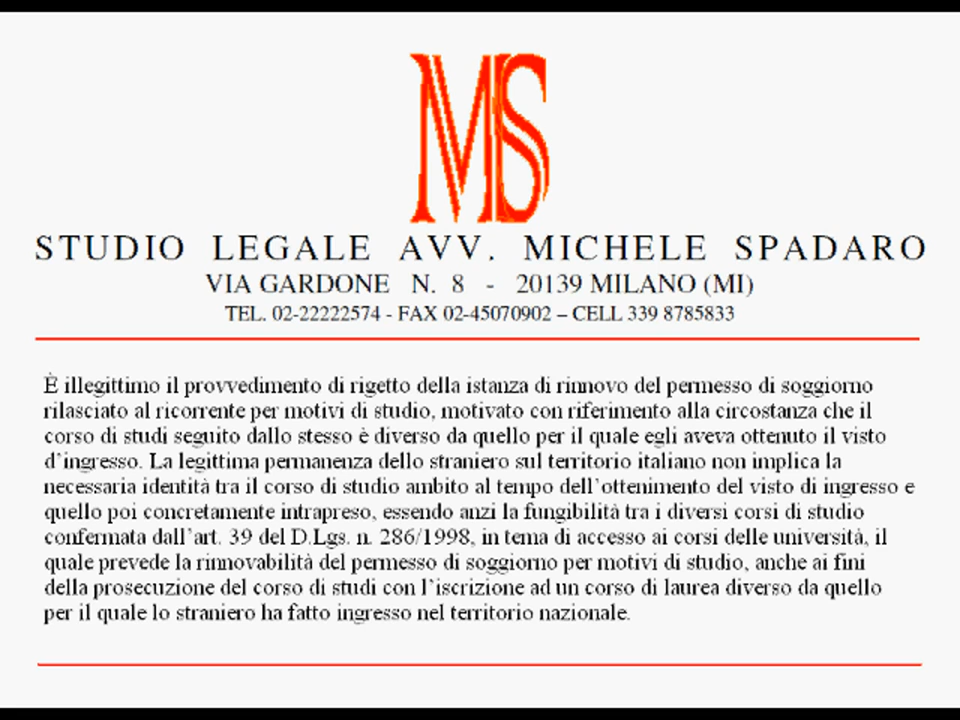 MS
STUDIO LEGALE AVV. MICHELE SPADARO
VIA GARDONE N. 8 - 20139 MILANO (MI)
TEL. 02-22222574 - FAX 02-45070902 – CELL 339 8785833
È illegittimo il provvedimento di rigetto della istanza di rinnovo del permesso di soggiorno
rilasciato al ricorrente per motivi di studio, motivato con riferimento alla circostanza che il
corso di studi seguito dallo stesso è diverso da quello per il quale egli aveva ottenuto il visto
d'ingresso. La legittima permanenza dello straniero sul territorio italiano non implica la
necessaria identità tra il corso di studio ambito al tempo dell'ottenimento del visto di ingresso e
quello poi concretamente intrapreso, essendo anzi la fungibilità tra i diversi corsi di studio
confermata dall'art. 39 del D.Lgs. n. 286/1998, in tema di accesso ai corsi delle università, il
quale prevede la rinnovabilità del permesso di soggiorno per motivi di studio, anche ai fini
della prosecuzione del corso di studi con l'iscrizione ad un corso di laurea diverso da quello
per il quale lo straniero ha fatto ingresso nel territorio nazionale.